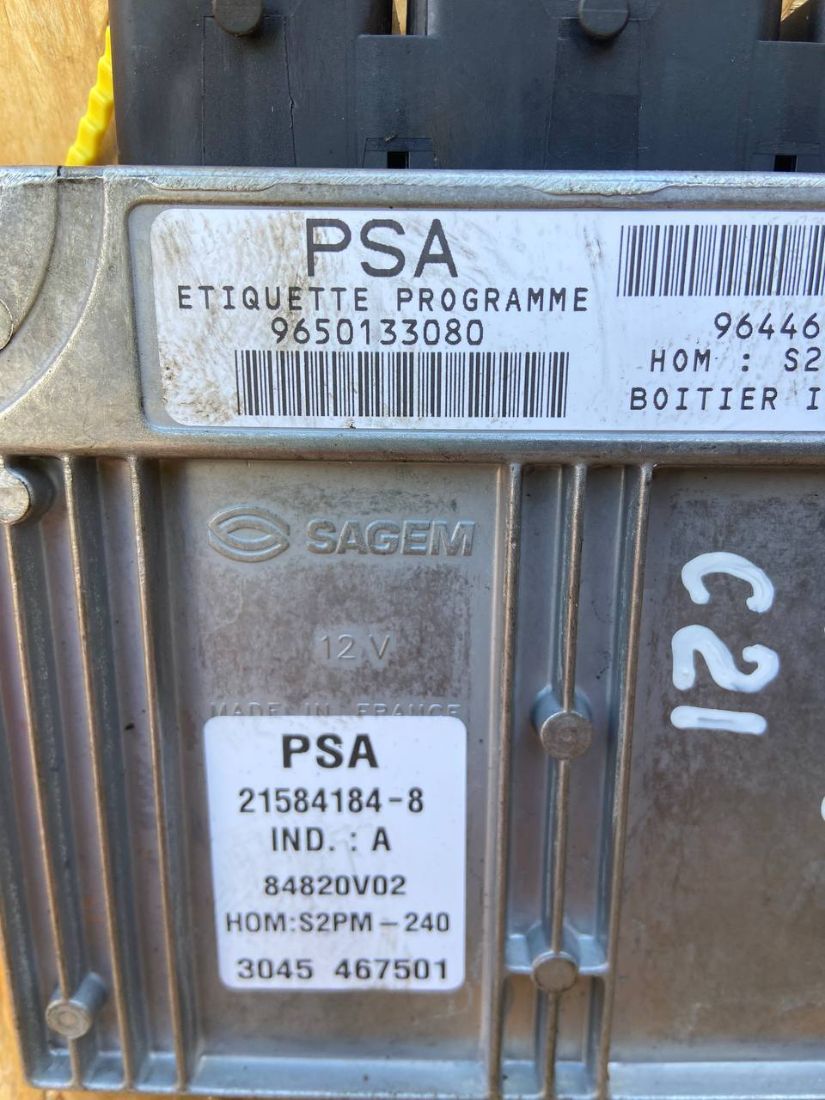 PSA
ETIQUETTE PROGRAMME
9650133080
96446
HOM : S2
BOITIER I
SAGEM
12 V
MADE IN FRANCE
PSA
21584184-8
IND. : A
84820V02
HOM:S2PM-240
3045 467501
C21